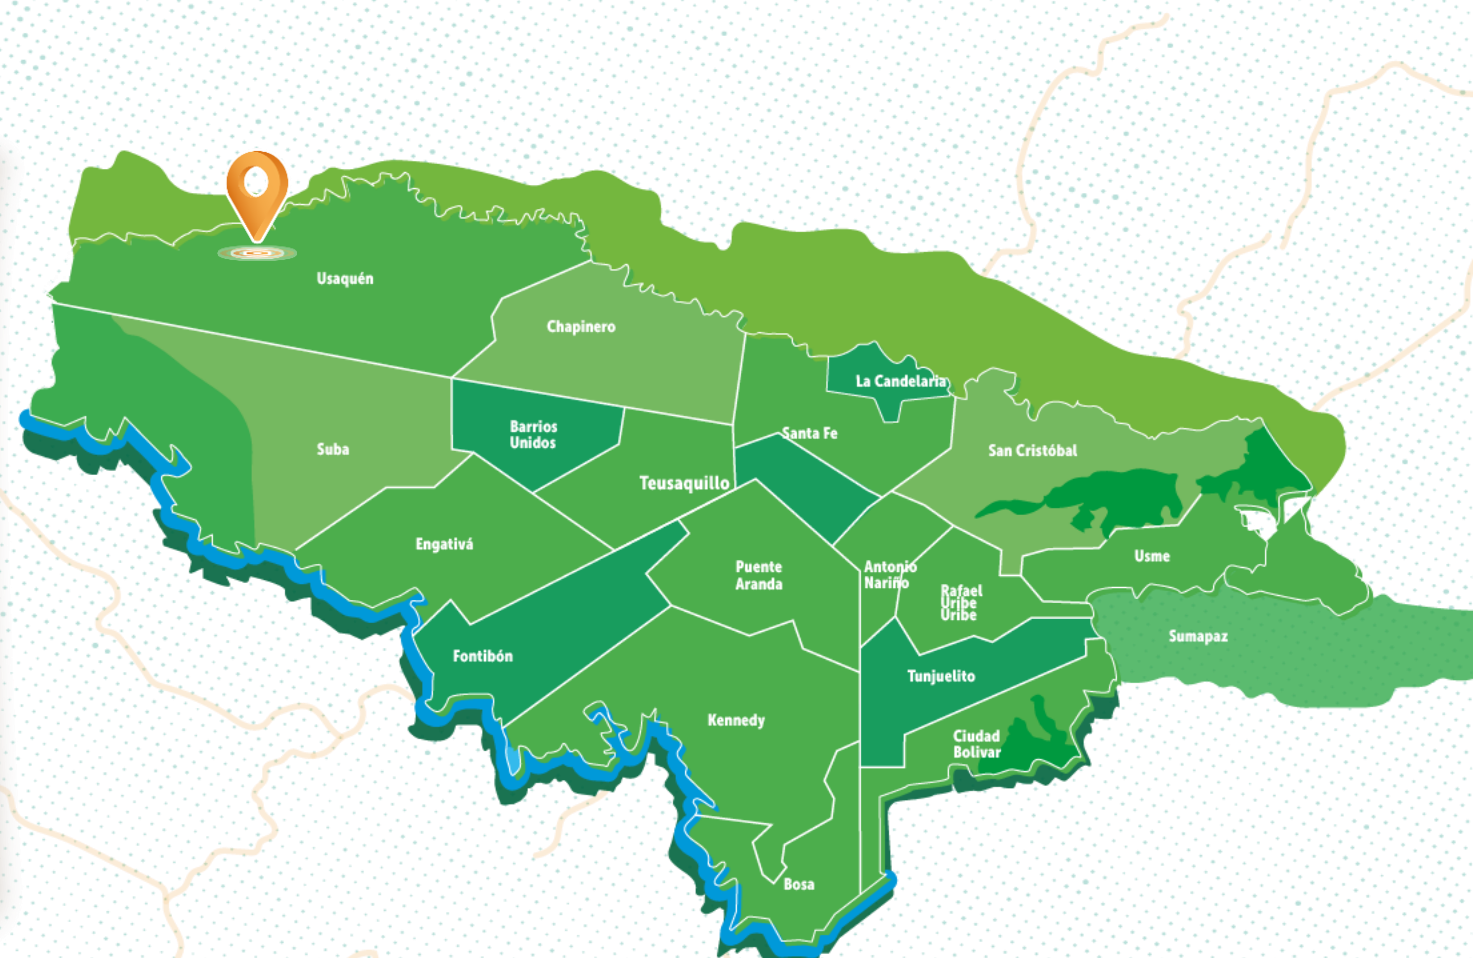 Usaquén
Chapinero
La Candelaria
Barrios
Unidos
Santa Fe
Suba
San Cristóbal
Teusaquillo
Engativá
Usme
Puente
Aranda
Antonio
Nariño
Rafael
Uribe
Uribe
Sumapaz
Fontibón
Tunjuelito
Kennedy
Ciudad
Bolivar
Bosa